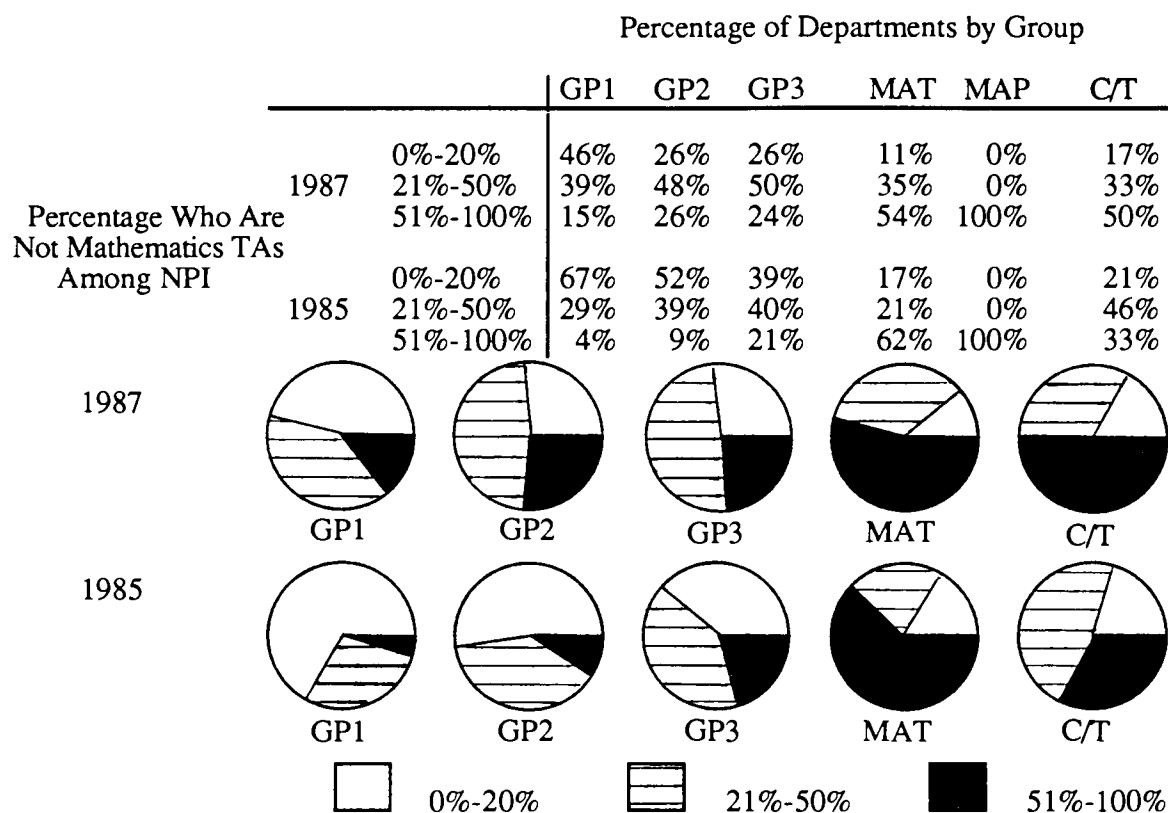 Percentage of Departments by Group
GP1 GP2 GP3 MAT MAP C/T
0%-20% 46% 26% 26% 11% 0% 17%
1987 21%-50% 39% 48% 50% 35% 0% 33%
Percentage Who Are 51%-100% 15% 26% 24% 54% 100% 50%
Not Mathematics TAs
Among NPI 0%-20% 67% 52% 39% 17% 0% 21%
1985 21%-50% 29% 39% 40% 21% 0% 46%
51%-100% 4% 9% 21% 62% 100% 33%
1987
GP1 GP2 GP3 MAT C/T
1985
GP1 GP2 GP3 MAT C/T
0%-20% 21%-50% 51%-100%